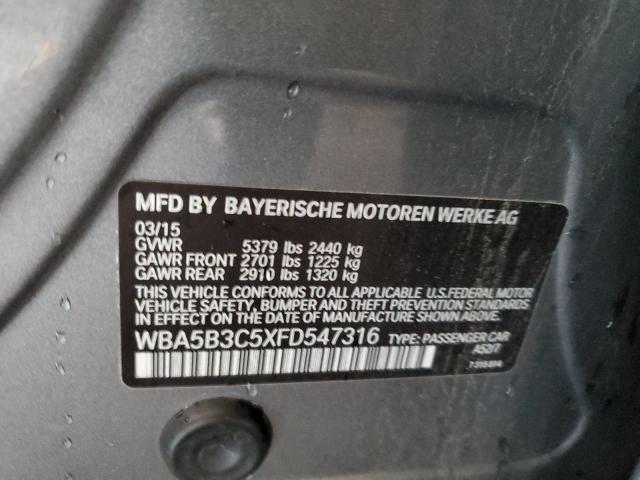 MFD BY BAYERISCHE MOTOREN WERKE AG
03/15
GVWR 5379 lbs 2440 kg
GAWR FRONT 2701 lbs 1225 kg
GAWR REAR 2910 lbs 1320 kg
THIS VEHICLE CONFORMS TO ALL APPLICABLE U.S.FEDERAL MOTOR
VEHICLE SAFETY, BUMPER AND THEFT PREVENTION STANDARDS
IN EFFECT ON THE DATE OF MANUFACTURE SHOWN ABOVE.
WBA5B3C5XFD547316 TYPE: PASSENGER CAR